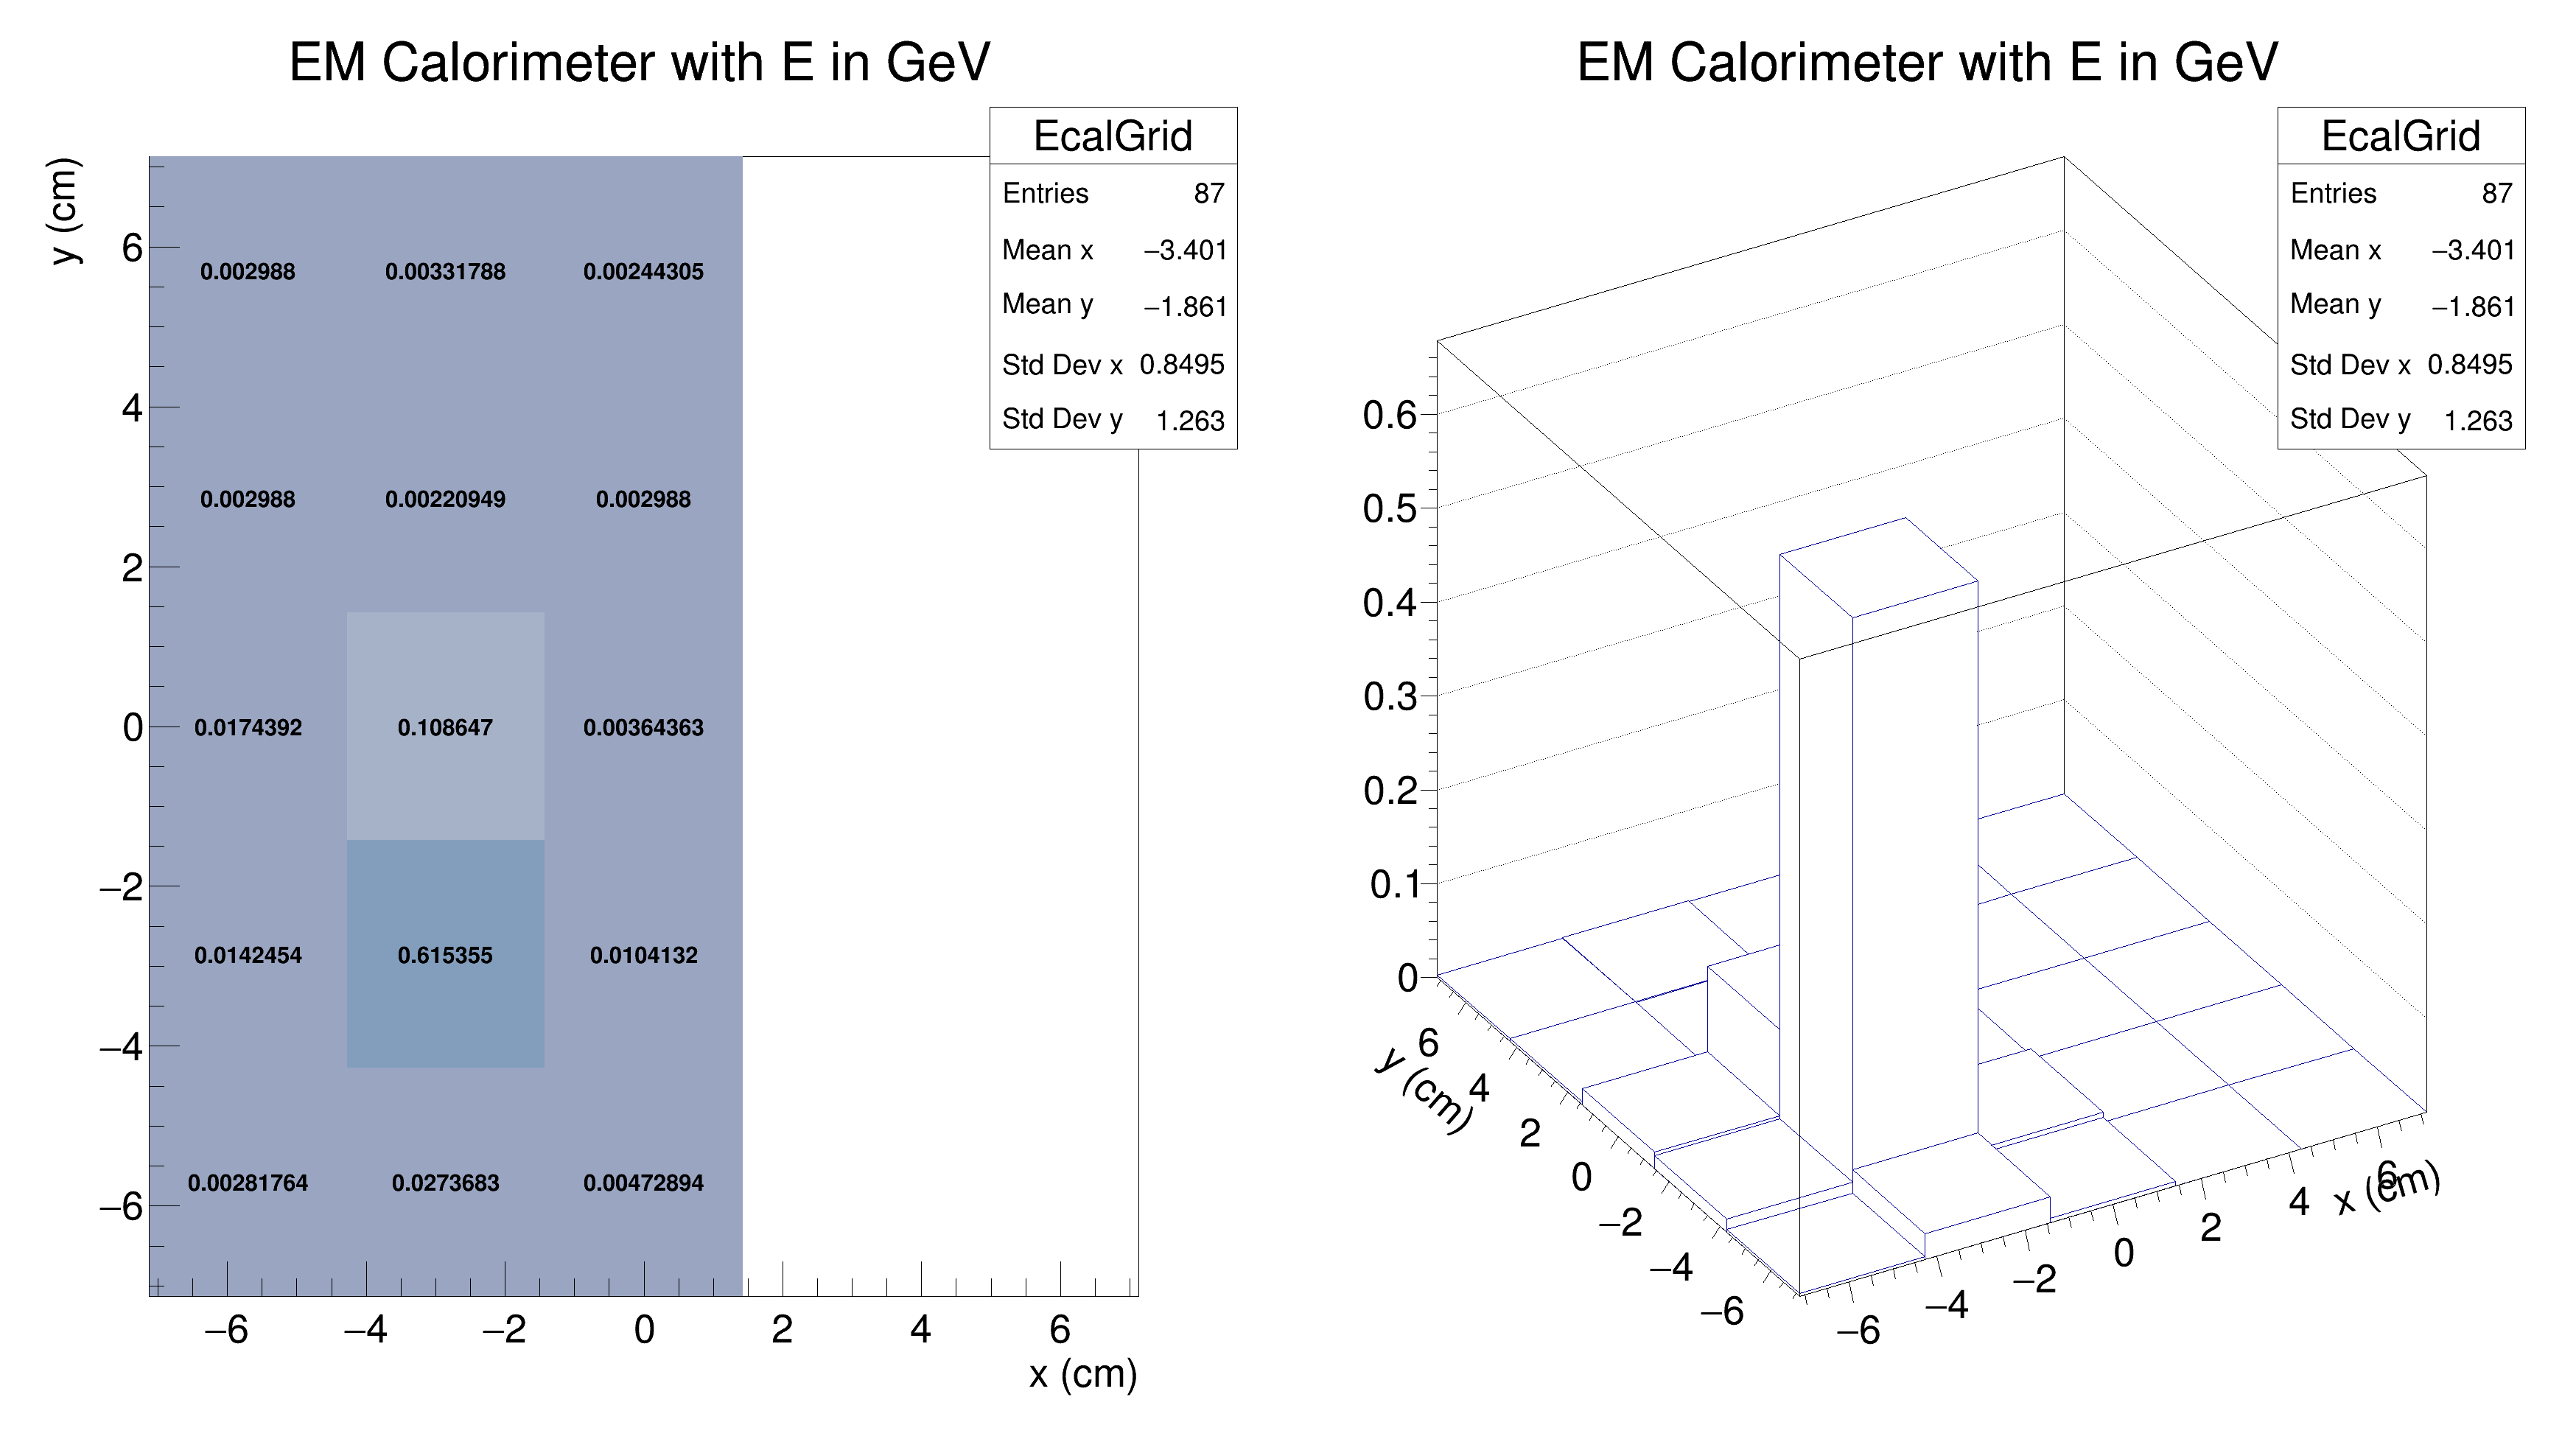 EM Calorimeter with E in GeV
EcalGrid
Entries 87
Mean x −3.401
Mean y −1.861
Std Dev x 0.8495
Std Dev y 1.263
y (cm)
6
4
2
0
−2
−4
−6
0.002988 0.00331788 0.00244305
0.002988 0.00220949 0.002988
0.0174392 0.108647 0.00364363
0.0142454 0.615355 0.0104132
0.00281764 0.0273683 0.00472894
−6 −4 −2 0 2 4 6
x (cm)
EM Calorimeter with E in GeV
EcalGrid
Entries 87
Mean x −3.401
Mean y −1.861
Std Dev x 0.8495
Std Dev y 1.263
0.6
0.5
0.4
0.3
0.2
0.1
0
6
4
2
0
−2
−4
−6
y (cm)
−6
−4
−2
0
2
4
6
x (cm)